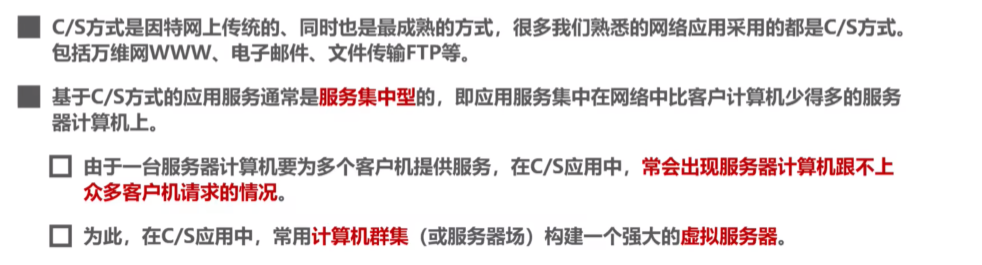 C/S方式是因特网上传统的、同时也是最成熟的方式，很多我们熟悉的网络应用采用的都是C/S方式。
包括万维网WWW、电子邮件、文件传输FTP等。
基于C/S方式的应用服务通常是服务集中型的，即应用服务集中在网络中比客户计算机少得多的服务
器计算机上。
由于一台服务器计算机要为多个客户机提供服务，在C/S应用中，常会出现服务器计算机跟不上
众多客户机请求的情况。
为此，在C/S应用中，常用计算机群集（或服务器场）构建一个强大的虚拟服务器。